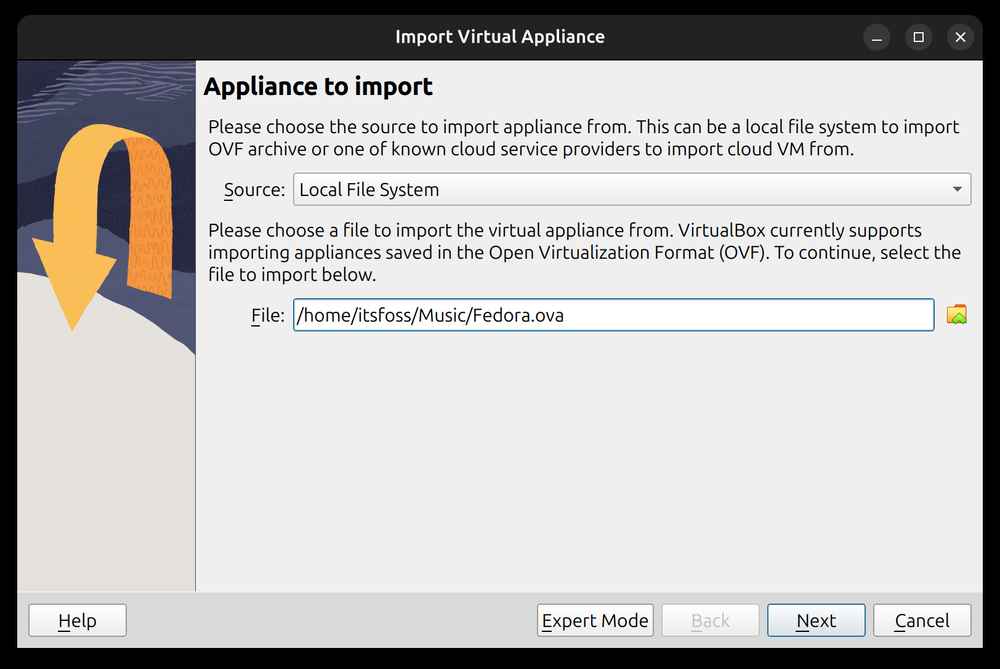 Import Virtual Appliance
Appliance to import
Please choose the source to import appliance from. This can be a local file system to import
OVF archive or one of known cloud service providers to import cloud VM from.
Source: Local File System
Please choose a file to import the virtual appliance from. VirtualBox currently supports
importing appliances saved in the Open Virtualization Format (OVF). To continue, select the
file to import below.
File: /home/itsfoss/Music/Fedora.ova
Help Expert Mode Back Next Cancel